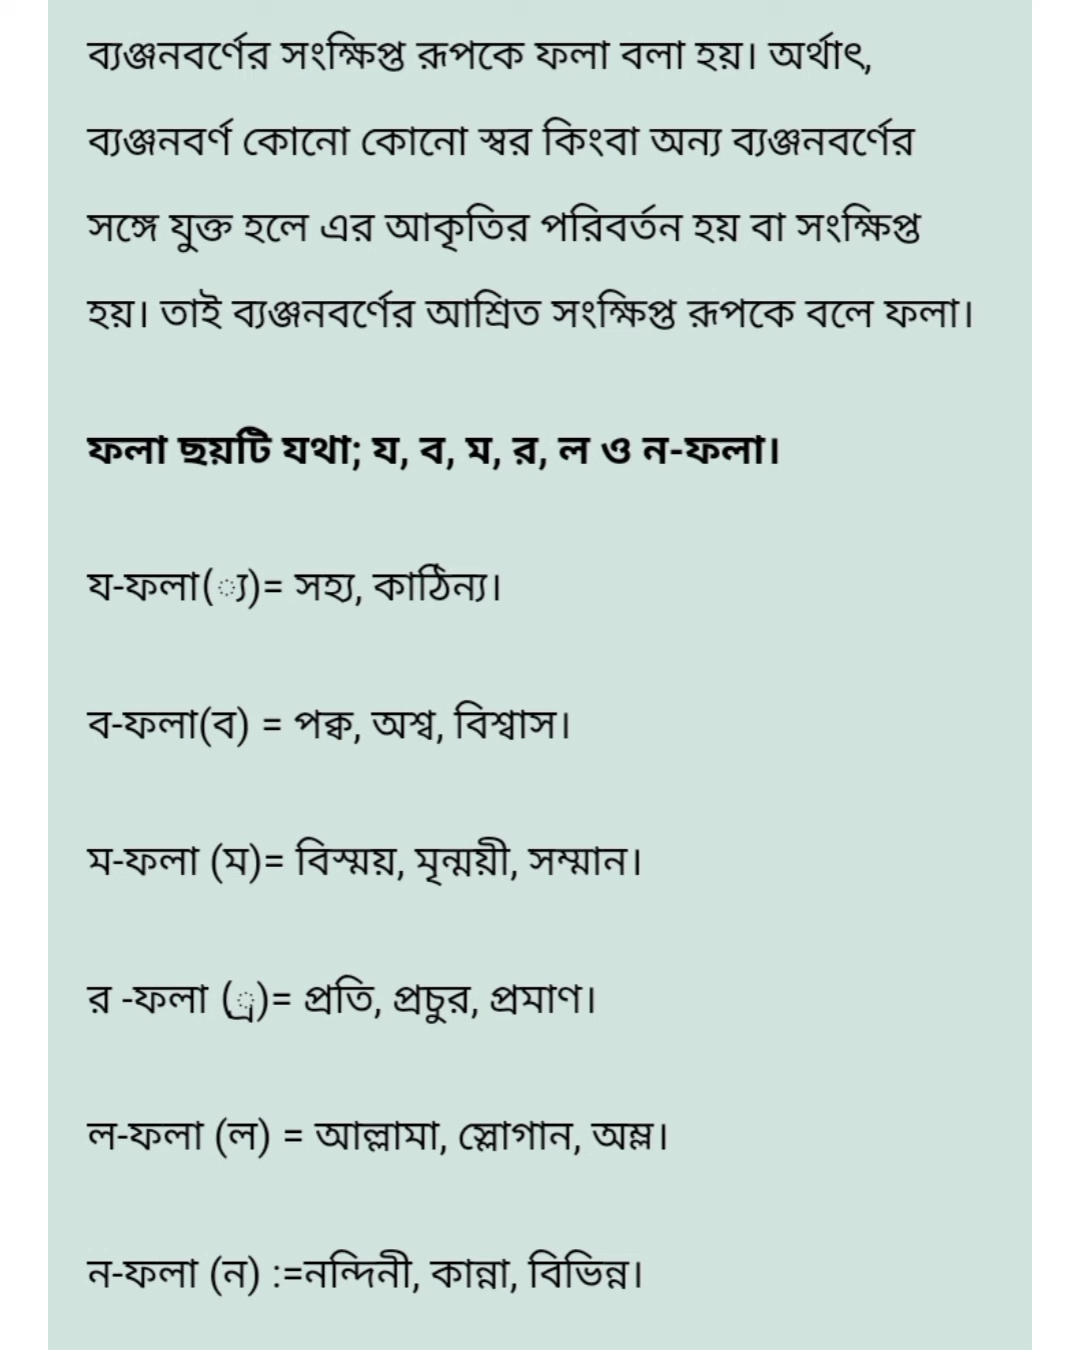 ব্যঞ্জনবর্ণের সংক্ষিপ্ত রূপকে ফলা বলা হয়। অর্থাৎ,
ব্যঞ্জনবর্ণ কোনো কোনো স্বর কিংবা অন্য ব্যঞ্জনবর্ণের
সঙ্গে যুক্ত হলে এর আকৃতির পরিবর্তন হয় বা সংক্ষিপ্ত
হয়। তাই ব্যঞ্জনবর্ণের আশ্রিত সংক্ষিপ্ত রূপকে বলে ফলা।
ফলা ছয়টি যথা; য, ব, ম, র, ল ও ন-ফলা।
য-ফলা(্য)= সহ্য, কাঠিন্য।
ব-ফলা(ব) = পক্ব, অশ্ব, বিশ্বাস।
ম-ফলা (ম)= বিস্ময়, মৃন্ময়ী, সম্মান।
র -ফলা (্র)= প্রতি, প্রচুর, প্রমাণ।
ল-ফলা (ল) = আল্লামা, স্লোগান, অম্ল।
ন-ফলা (ন) :=নন্দিনী, কান্না, বিভিন্ন।